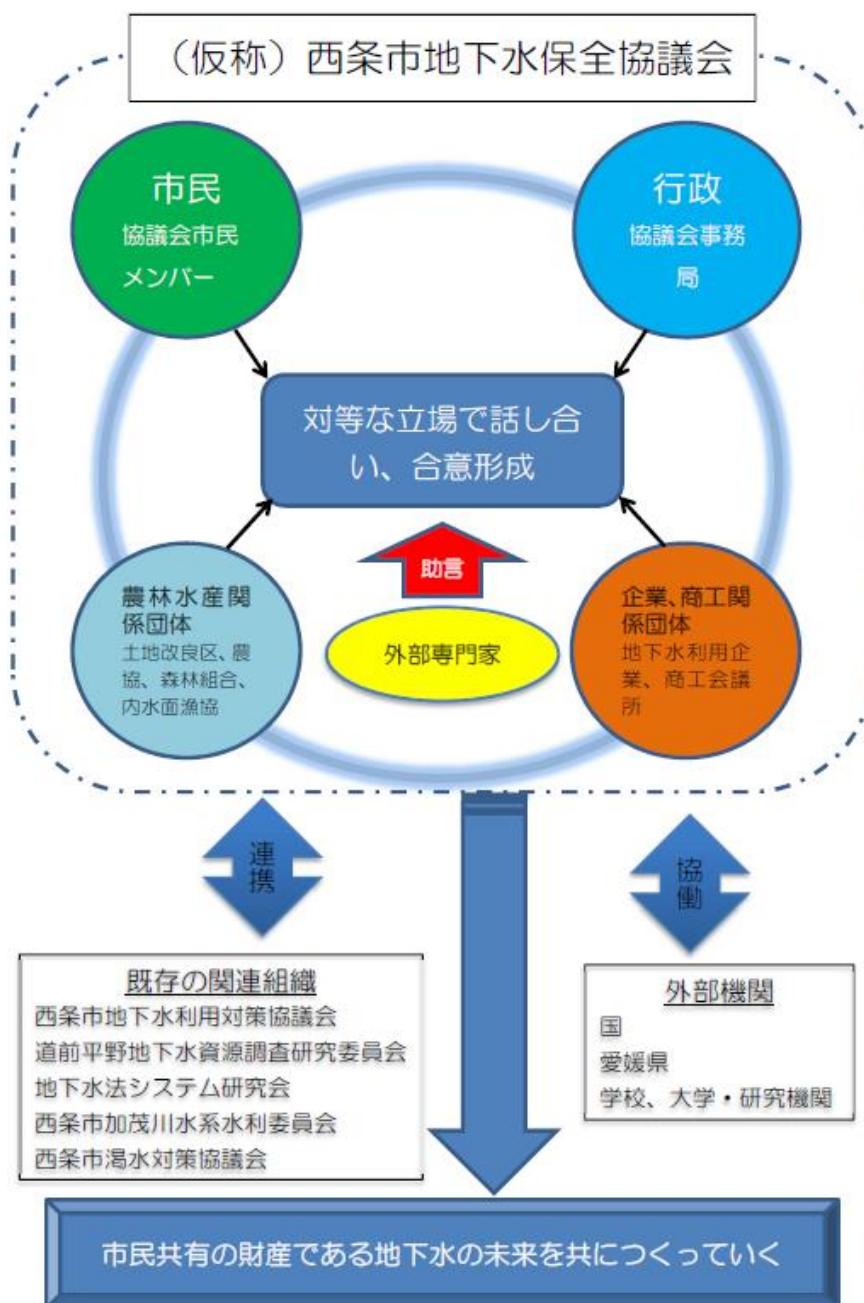 （仮称）西条市地下水保全協議会
市民
協議会市民
メンバー
行政
協議会事務
局
対等な立場で話し合
い、合意形成
農林水産関
係団体
土地改良区、農
協、森林組合、
内水面漁協
助言
外部専門家
企業、商工関
係団体
地下水利用企
業、商工会議
所
連携
協働
既存の関連組織
西条市地下水利用対策協議会
道前平野地下水資源調査研究委員会
地下水法システム研究会
西条市加茂川水系水利委員会
西条市渇水対策協議会
外部機関
国
愛媛県
学校、大学・研究機関
市民共有の財産である地下水の未来を共につくっていく